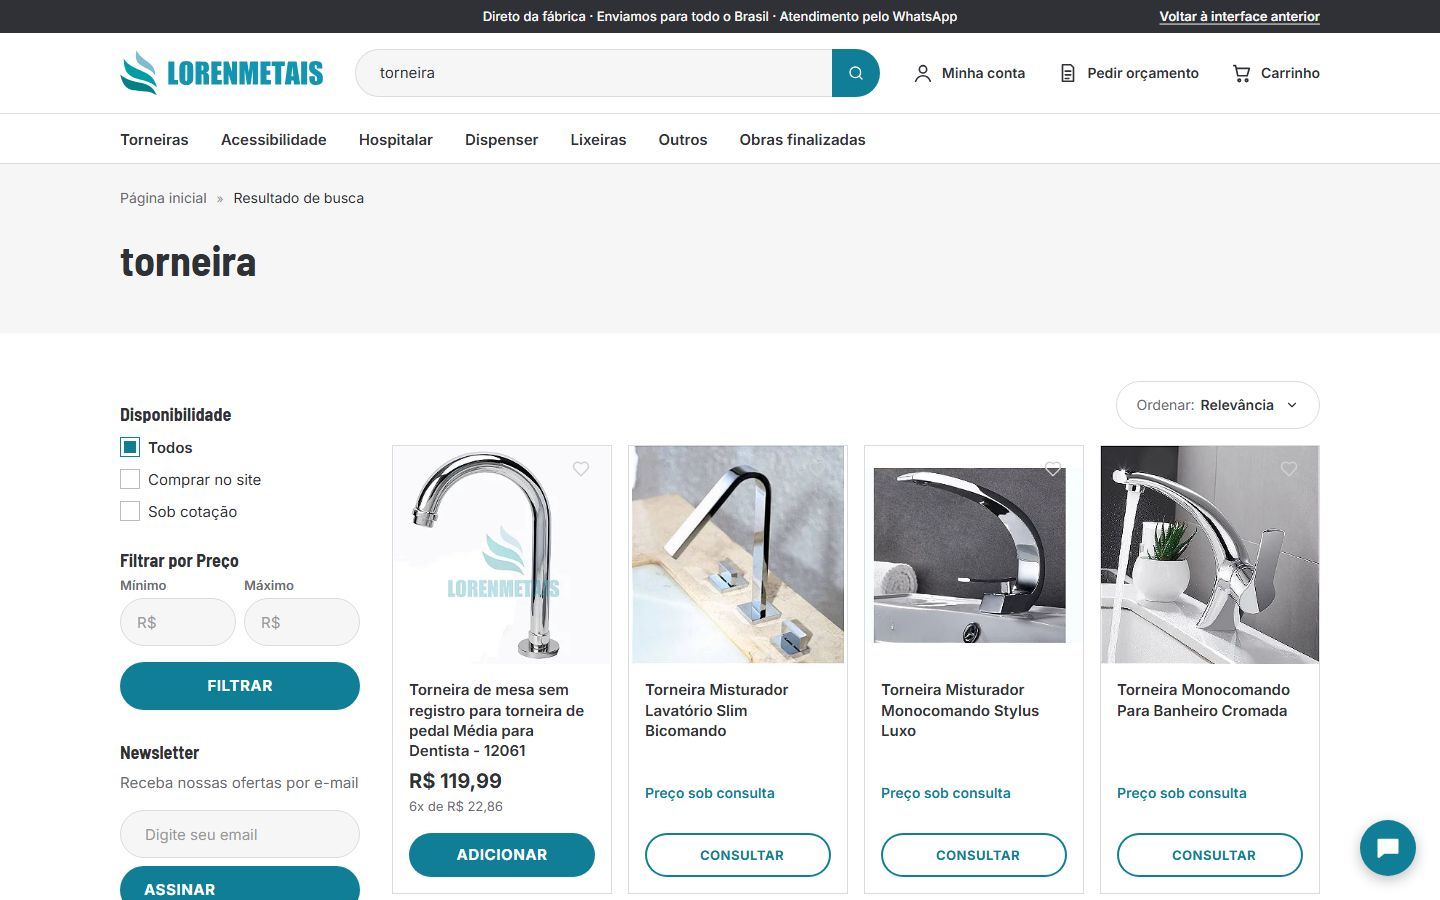 Direto da fábrica · Enviamos para todo o Brasil · Atendimento pelo WhatsApp
Voltar à interface anterior
LORENMETAIS
torneira
Minha conta
Pedir orçamento
Carrinho
Torneiras
Acessibilidade
Hospitalar
Dispenser
Lixeiras
Outros
Obras finalizadas
Página inicial » Resultado de busca
torneira
Ordenar: Relevância
Disponibilidade
Todos
Comprar no site
Sob cotação
Filtrar por Preço
Mínimo
Máximo
R$
R$
FILTRAR
Newsletter
Receba nossas ofertas por e-mail
Digite seu email
ASSINAR
LORENMETAIS
Torneira de mesa sem
registro para torneira de
pedal Média para
Dentista - 12061
R$ 119,99
6x de R$ 22,86
ADICIONAR
Torneira Misturador
Lavatório Slim
Bicomando
Preço sob consulta
CONSULTAR
Torneira Misturador
Monocomando Stylus
Luxo
Preço sob consulta
CONSULTAR
Torneira Monocomando
Para Banheiro Cromada
Preço sob consulta
CONSULTAR